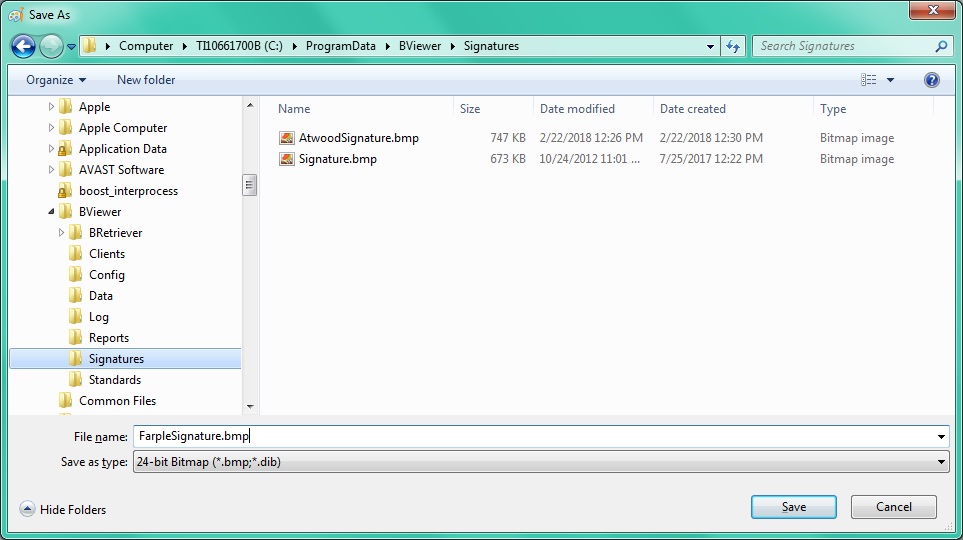 Save As
Computer TI10661700B (C:) ProgramData BViewer Signatures Search Signatures
Organize New folder
Apple
Apple Computer
Application Data
AVAST Software
boost_interprocess
BViewer
BRetriever
Clients
Config
Data
Log
Reports
Signatures
Standards
Common Files
Name Size Date modified Date created Type
AtwoodSignature.bmp 747 KB 2/22/2018 12:26 PM 2/22/2018 12:30 PM Bitmap image
Signature.bmp 673 KB 10/24/2012 11:01 ... 7/25/2017 12:22 PM Bitmap image
File name: FarpleSignature.bmp
Save as type: 24-bit Bitmap (*.bmp;*.dib)
Hide Folders Save Cancel